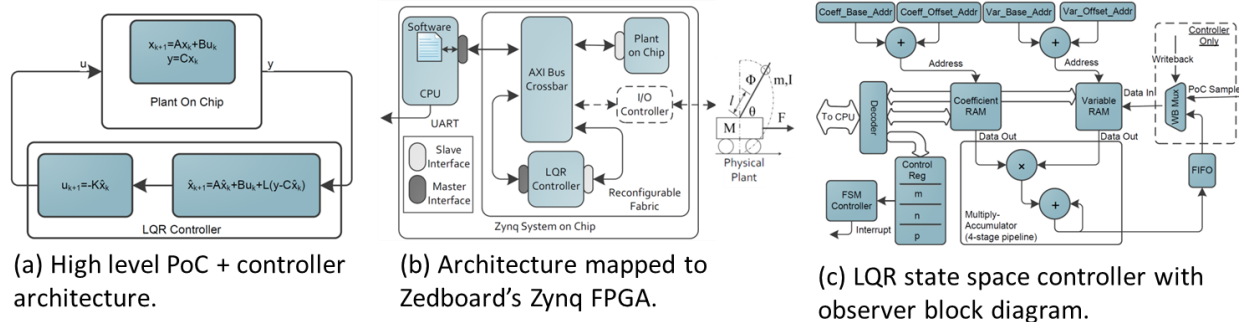 x_{k+1}=Ax_k+Bu_k
y=Cx_k
Plant On Chip
u
y
u_{k+1}=-Kx̂_k
x̂_{k+1}=Ax̂_k+Bu_k+L(y-Cx̂_k)
LQR Controller
(a) High level PoC + controller
architecture.
Software
CPU
UART
AXI Bus
Crossbar
Plant
on Chip
I/O
Controller
LQR
Controller
Slave
Interface
Master
Interface
Reconfigurable
Fabric
Zynq System on Chip
Φ
m,I
l
θ
M
F
Physical
Plant
(b) Architecture mapped to
Zedboard's Zynq FPGA.
Coeff_Base_Addr
Coeff_Offset_Addr
Var_Base_Addr
Var_Offset_Addr
+
+
Address
Address
Controller
Only
Writeback
PoC Sample
WB Mux
Data In
To CPU
Decoder
Coefficient
RAM
Variable
RAM
Data Out
Data Out
Control
Reg
m
n
p
FSM
Controller
Interrupt
×
+
Multiply-
Accumulator
(4-stage pipeline)
FIFO
(c) LQR state space controller with
observer block diagram.